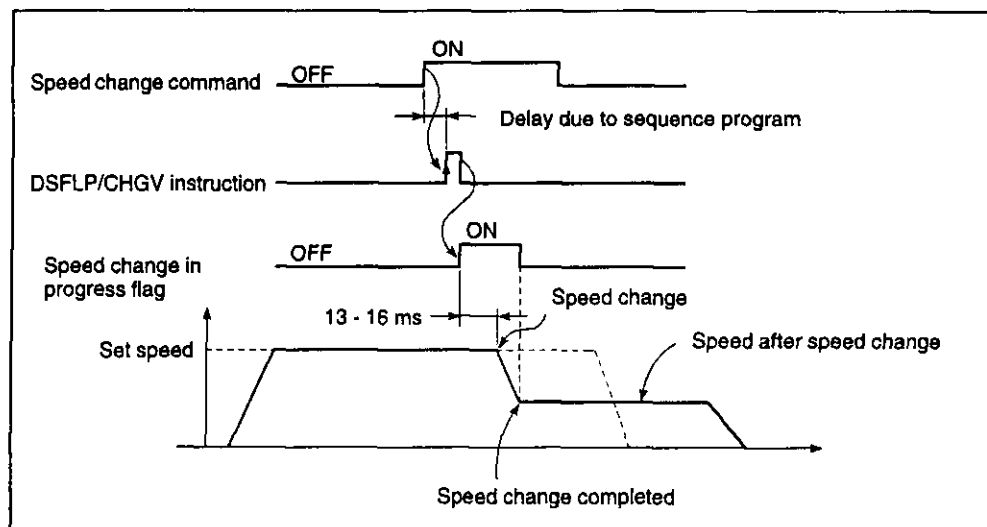 ON
Speed change command
OFF
Delay due to sequence program
DSFLP/CHGV instruction
ON
OFF
Speed change in
progress flag
Speed change
13 - 16 ms
Set speed
Speed after speed change
Speed change completed